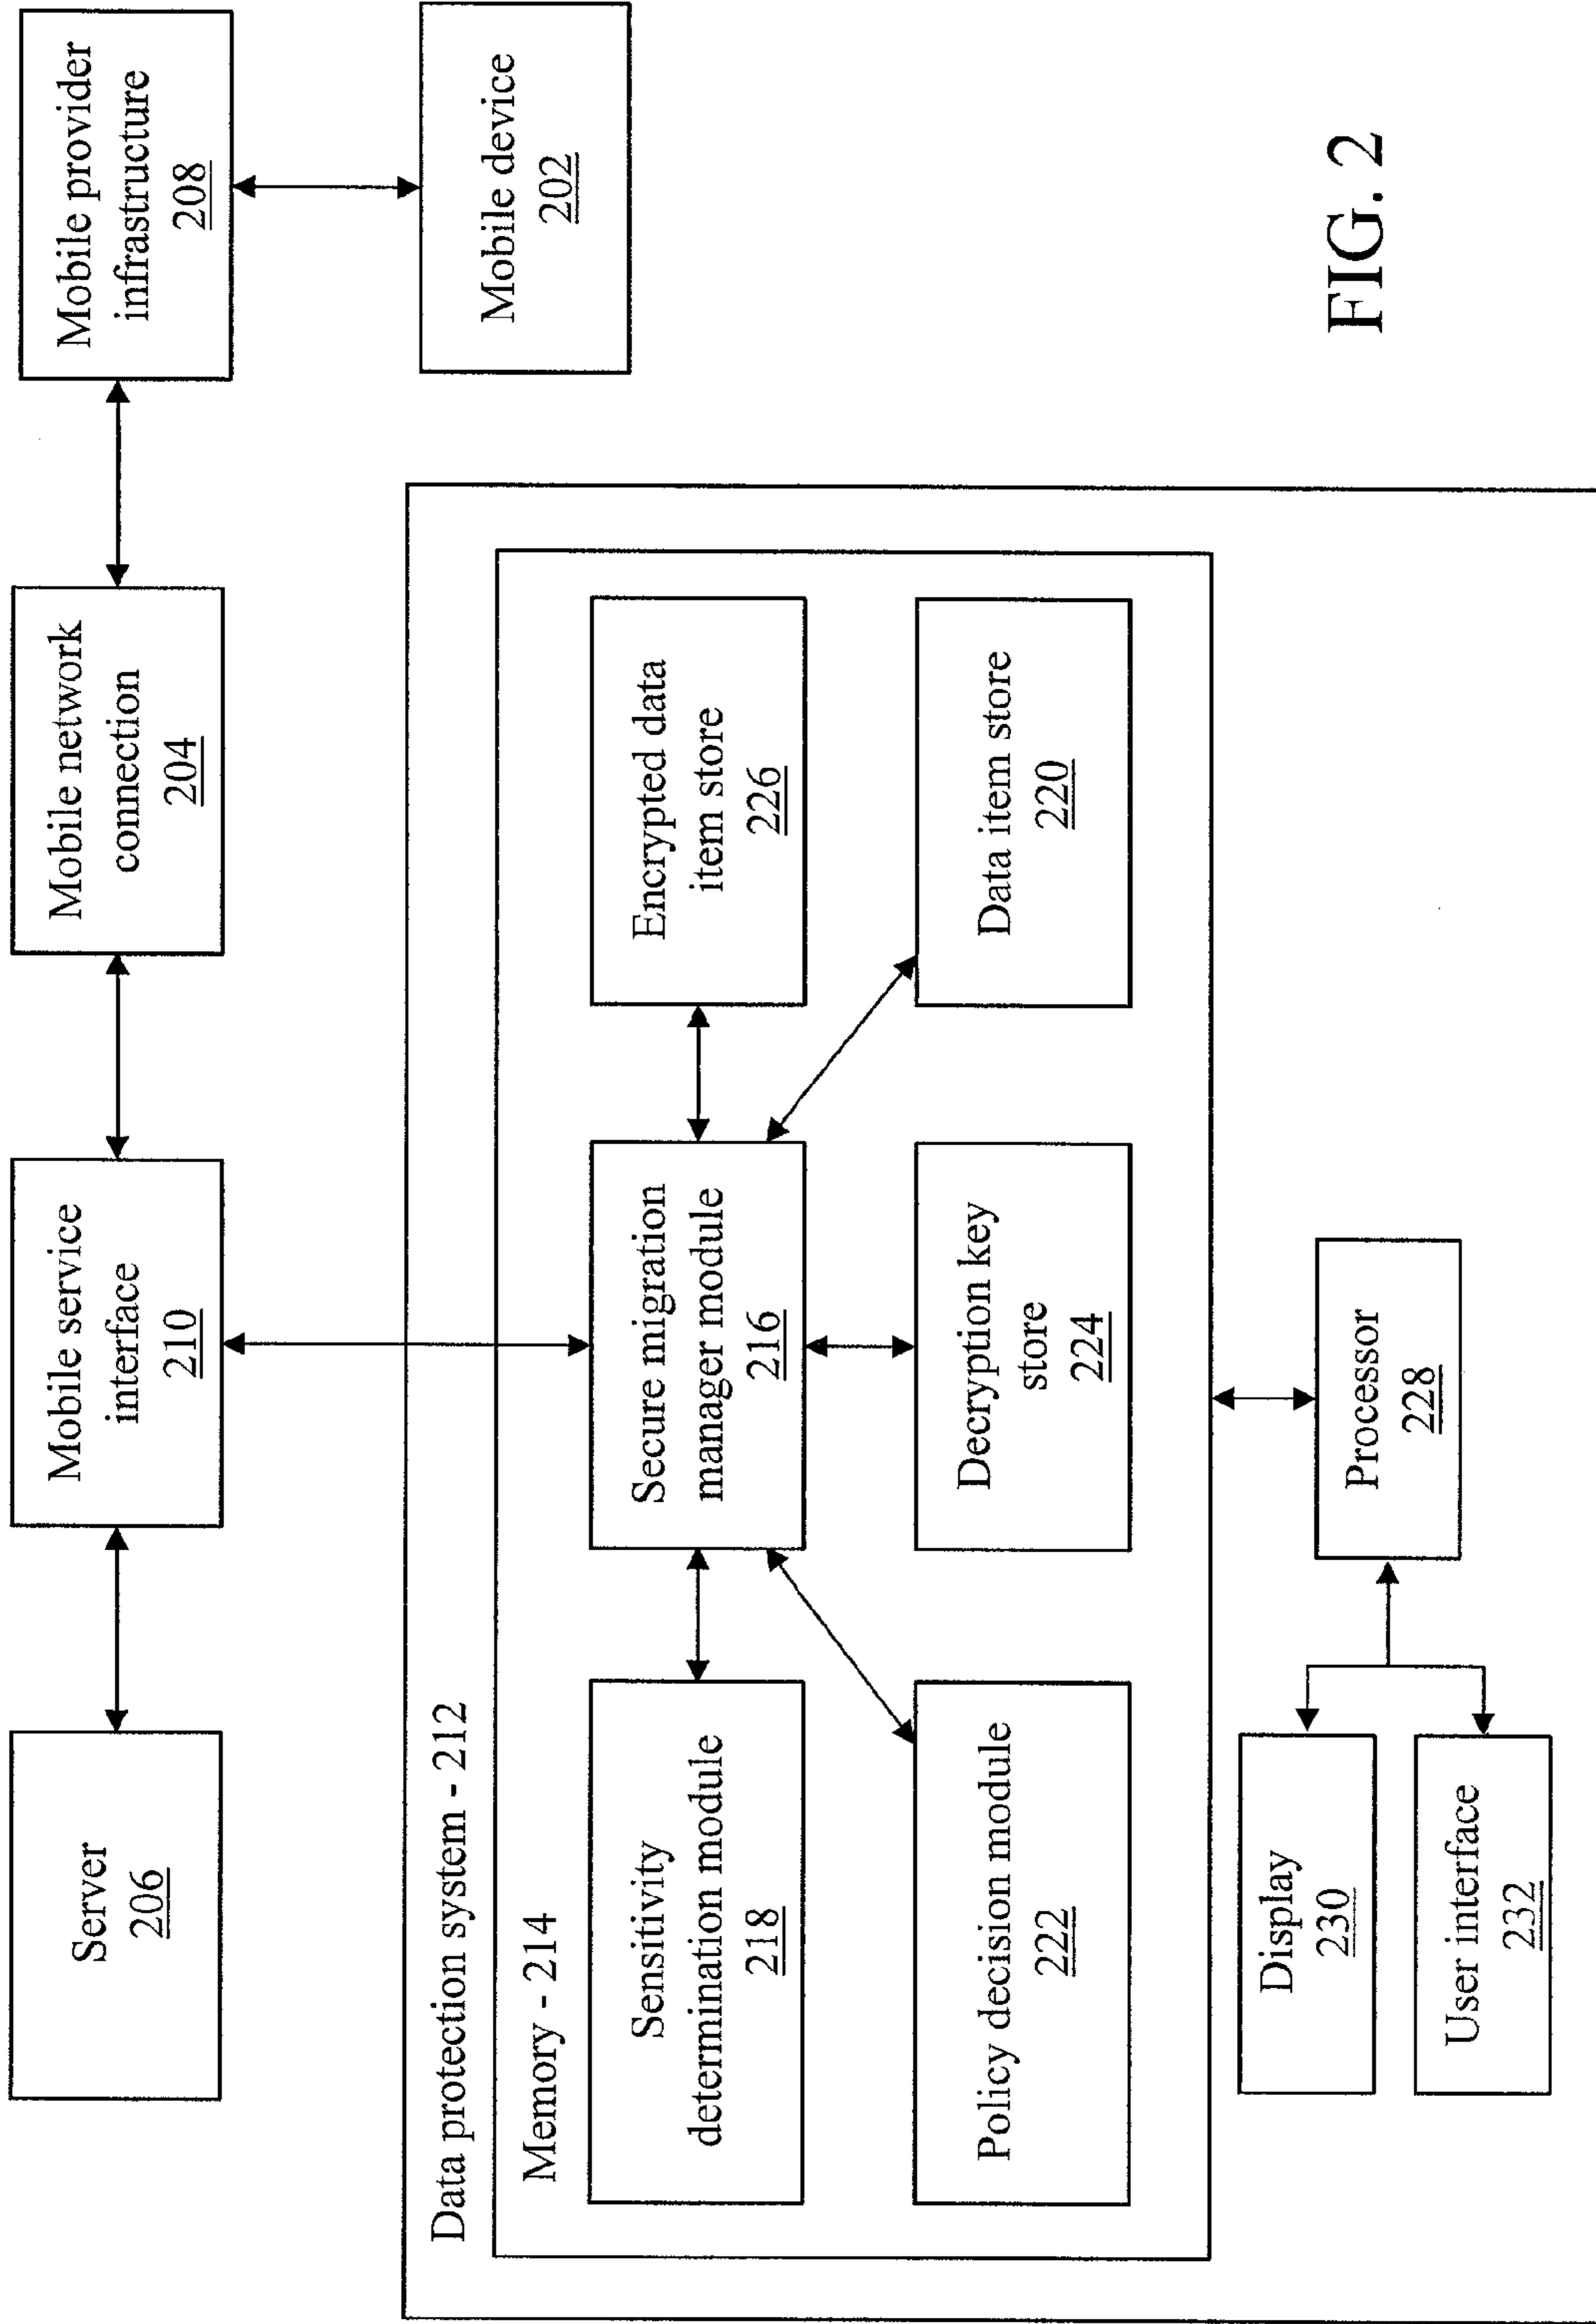 Server
206
Mobile service
interface
210
Mobile network
connection
204
Mobile provider
infrastructure
208
Mobile device
202
Data protection system - 212
Memory - 214
Sensitivity
determination module
218
Secure migration
manager module
216
Encrypted data
item store
226
Policy decision module
222
Decryption key
store
224
Data item store
220
Display
230
User interface
232
Processor
228
FIG. 2